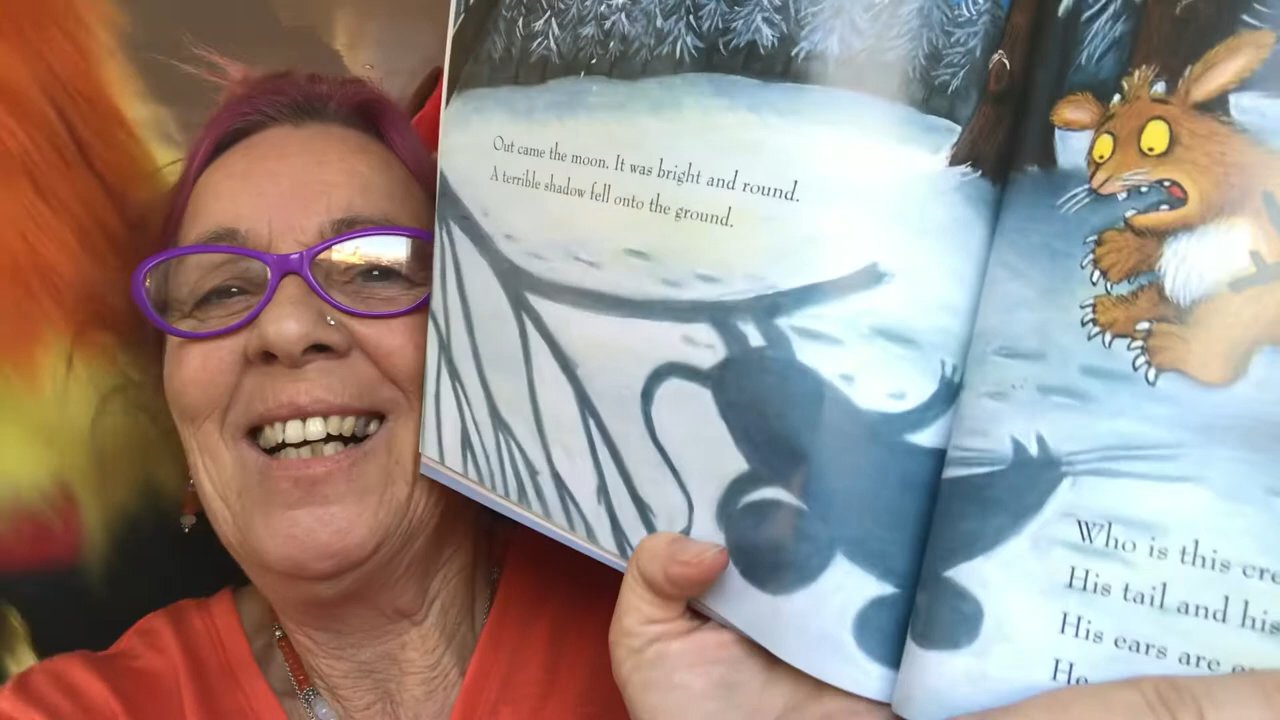 Out came the moon. It was bright and round.
A terrible shadow fell onto the ground.
Who is this
His tail and his
His ears are
He